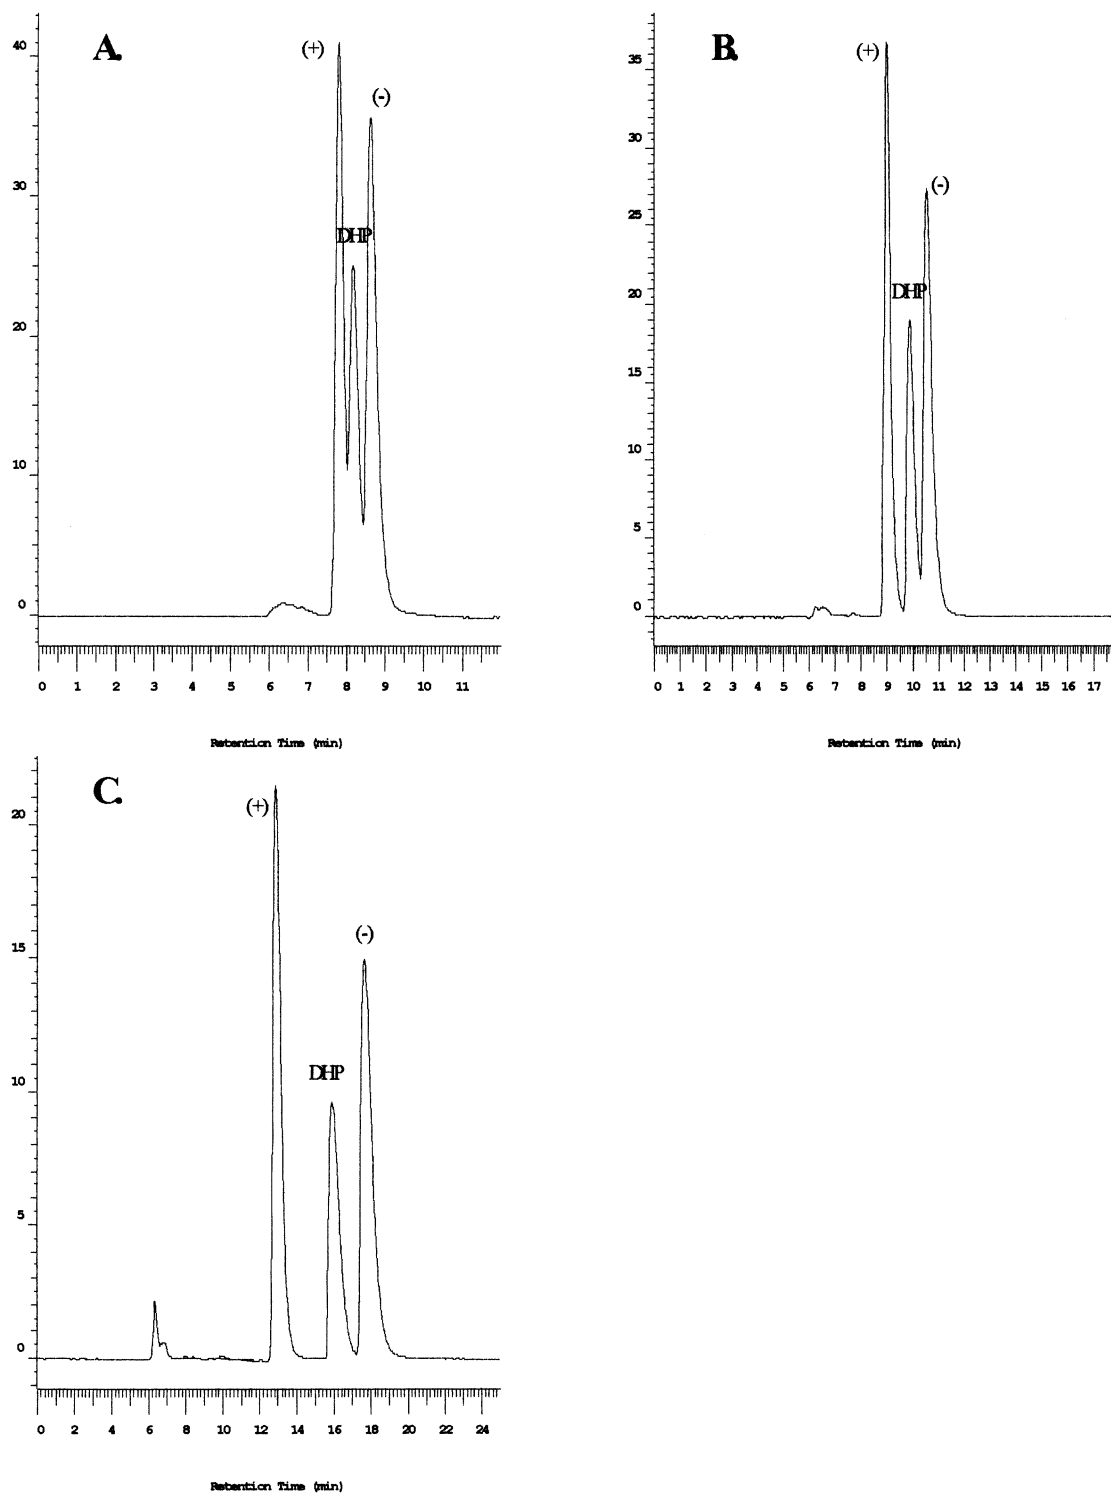 A.
(+)
(-)
DHP
40
30
20
10
0
0 1 2 3 4 5 6 7 8 9 10 11
Retention Time (min)
B.
(+)
(-)
DHP
35
30
25
20
15
10
5
0
0 1 2 3 4 5 6 7 8 9 10 11 12 13 14 15 16 17
Retention Time (min)
C.
(+)
(-)
DHP
20
15
10
5
0
0 2 4 6 8 10 12 14 16 18 20 22 24
Retention Time (min)